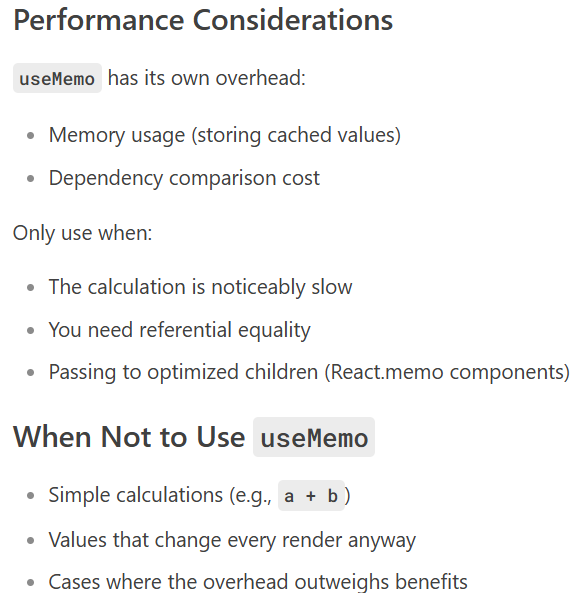 Performance Considerations
useMemo has its own overhead:
Memory usage (storing cached values)
Dependency comparison cost
Only use when:
The calculation is noticeably slow
You need referential equality
Passing to optimized children (React.memo components)
When Not to Use useMemo
Simple calculations (e.g., a + b)
Values that change every render anyway
Cases where the overhead outweighs benefits